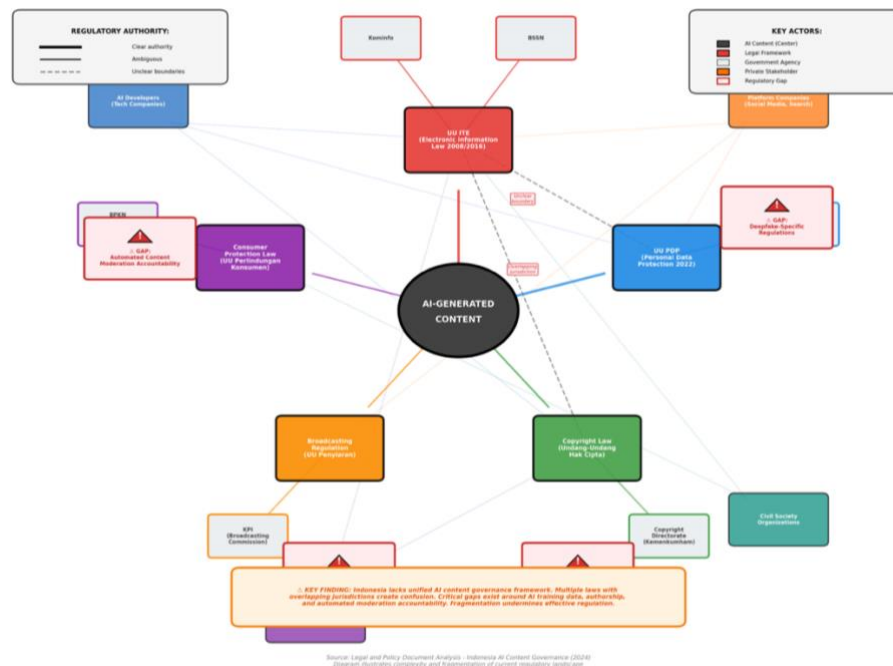 REGULATORY AUTHORITY:
Clear authority
Ambiguous
Unclear boundaries
Kominfo
BSSN
KEY ACTORS:
AI Content (Center)
Legal Framework
Government Agency
Private Stakeholder
Regulatory Gap
AI Developers
(Tech Companies)
Platform Companies
(Social Media, Search)
UU ITE
(Electronic Information
Law 2008/2016)
Unclear
boundary
BPKN
⚠ GAP:
Automated Content
Moderation Accountability
Consumer
Protection Law
(UU Perlindungan
Konsumen)
UU PDP
(Personal Data
Protection 2022)
⚠ GAP:
Deepfake-Specific
Regulations
AI-GENERATED
CONTENT
Broadcasting
Regulation
(UU Penyiaran)
Copyright Law
(Undang-Undang
Hak Cipta)
KPI
(Broadcasting
Commission)
Copyright
Directorate
(Kemenkumham)
Civil Society
Organizations
⚠ KEY FINDING: Indonesia lacks unified AI content governance framework. Multiple laws with
overlapping jurisdictions create confusion. Critical gaps exist around AI training data, authorship,
and automated moderation accountability. Fragmentation undermines effective regulation.
Source: Legal and Policy Document Analysis - Indonesia AI Content Governance (2024)
Diagram illustrates complexity and fragmentation of current regulatory landscape